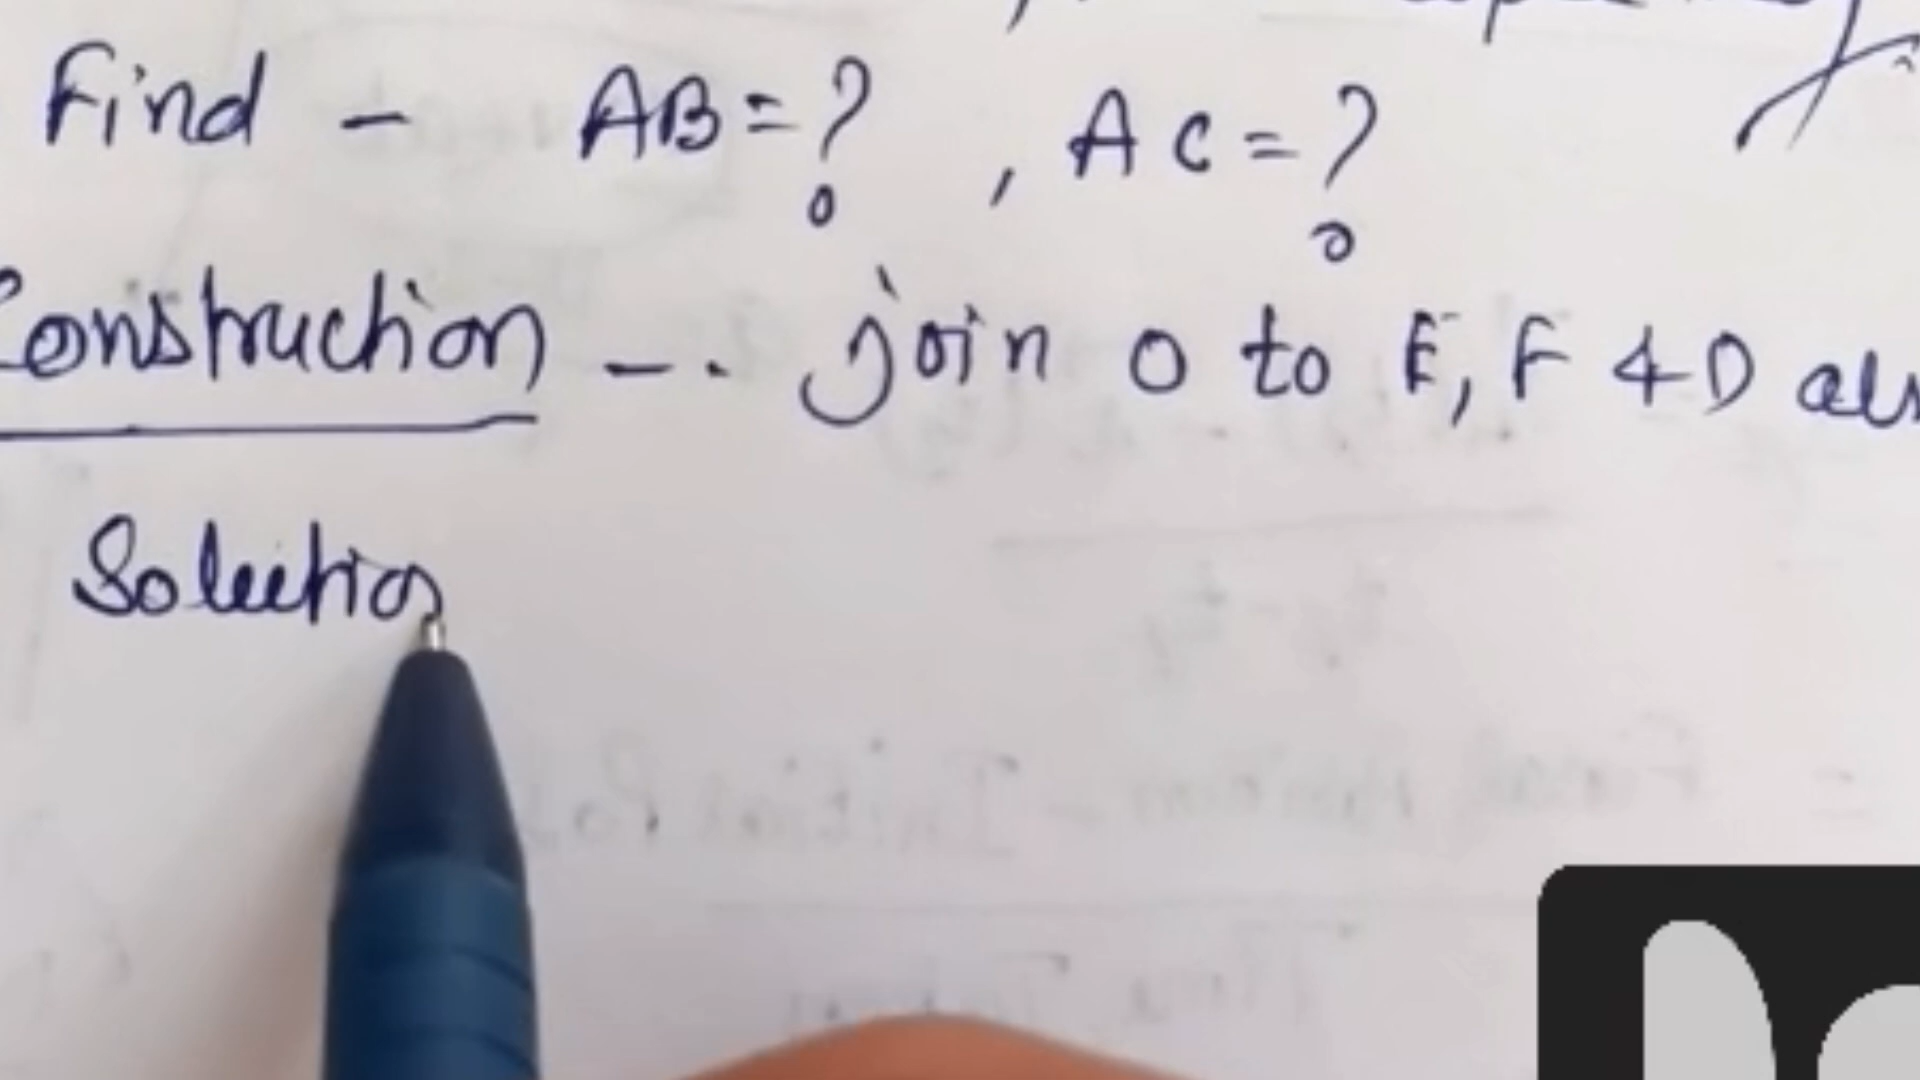 Find - AB = ? , AC = ?
Construction -. join O to E, F & D
Solution